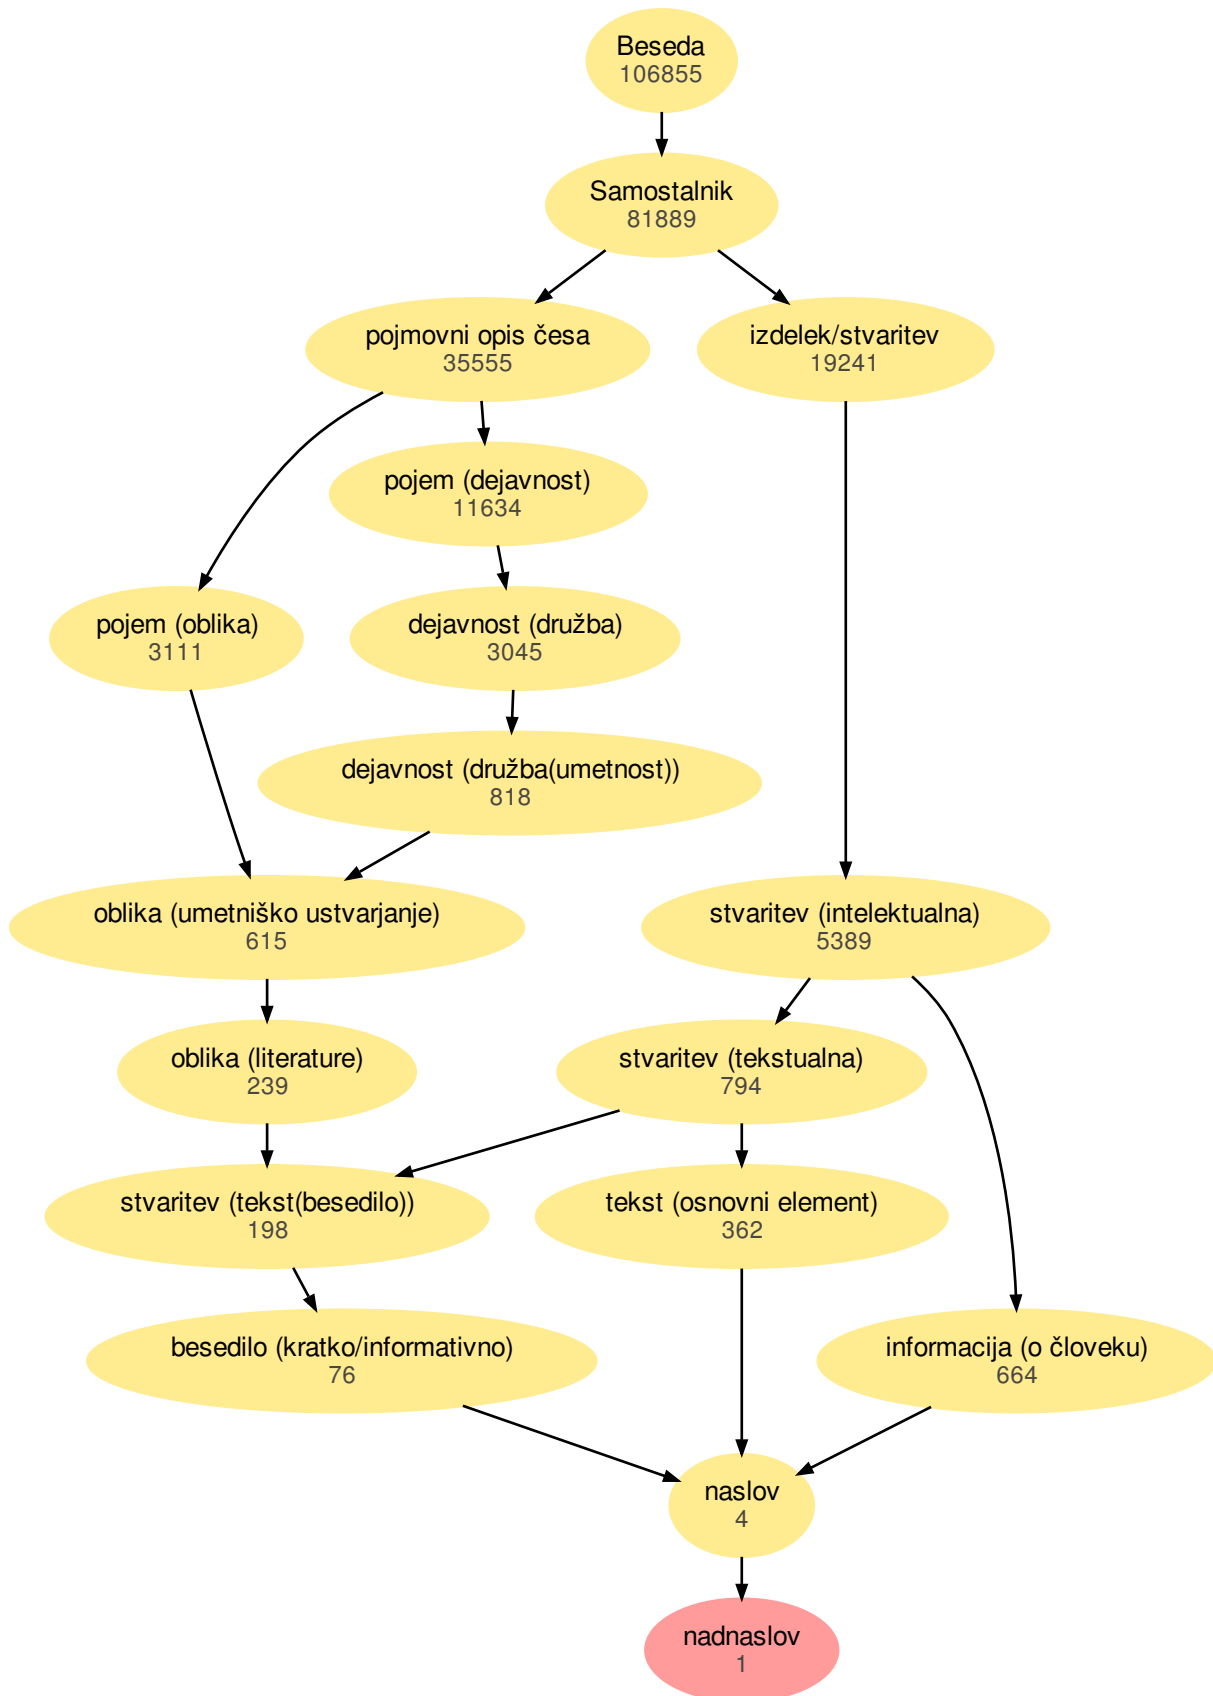 Beseda
106855
Samostalnik
81889
pojmovni opis česa
35555
izdelek/stvaritev
19241
pojem (dejavnost)
11634
pojem (oblika)
3111
dejavnost (družba)
3045
dejavnost (družba(umetnost))
818
oblika (umetniško ustvarjanje)
615
stvaritev (intelektualna)
5389
oblika (literature)
239
stvaritev (tekstualna)
794
stvaritev (tekst(besedilo))
198
tekst (osnovni element)
362
besedilo (kratko/informativno)
76
informacija (o človeku)
664
naslov
4
nadnaslov
1